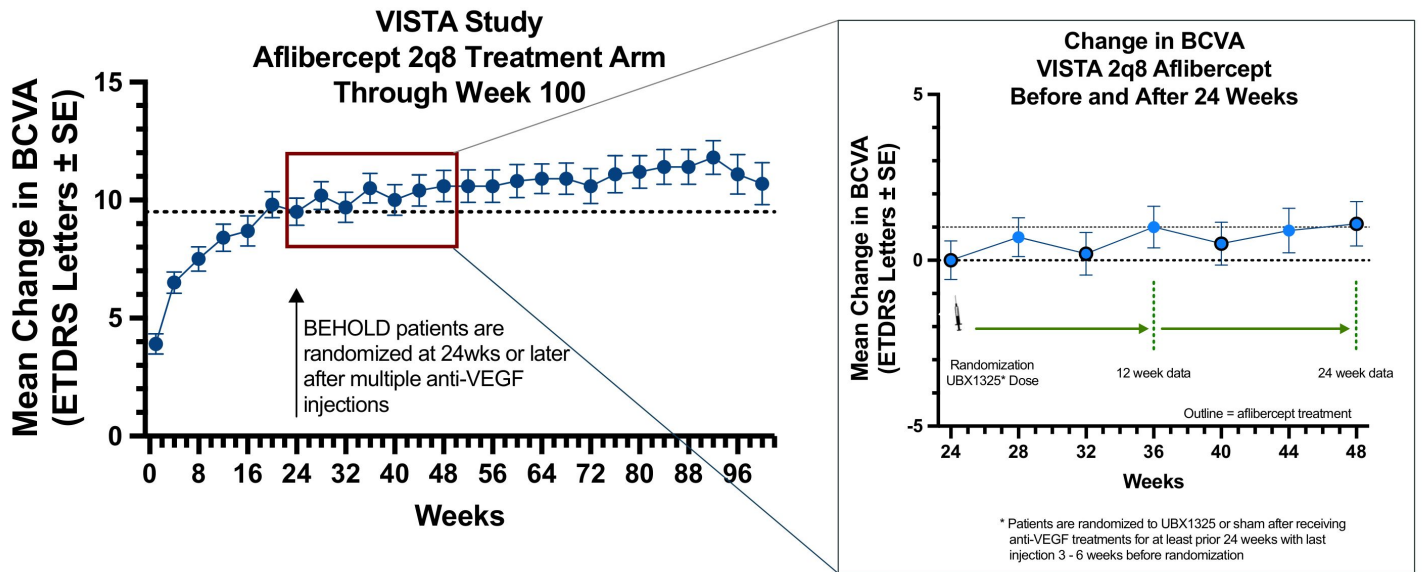 VISTA Study
Aflibercept 2q8 Treatment Arm
Through Week 100
Mean Change in BCVA
(ETDRS Letters ± SE)
15
10
5
0
BEHOLD patients are
randomized at 24wks or later
after multiple anti-VEGF
injections
0 8 16 24 32 40 48 56 64 72 80 88 96
Weeks
Change in BCVA
VISTA 2q8 Aflibercept
Before and After 24 Weeks
Mean Change in BCVA
(ETDRS Letters ± SE)
5
0
-5
Randomization
UBX1325* Dose
12 week data
24 week data
Outline = aflibercept treatment
24 28 32 36 40 44 48
Weeks
* Patients are randomized to UBX1325 or sham after receiving
anti-VEGF treatments for at least prior 24 weeks with last
injection 3 - 6 weeks before randomization